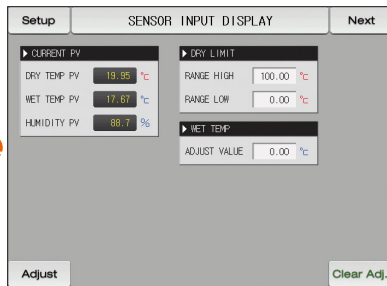 Setup
SENSOR INPUT DISPLAY
Next
▶ CURRENT PV
DRY TEMP PV 19.95 ℃
WET TEMP PV 17.67 ℃
HUMIDITY PV 88.7 %
▶ DRY LIMIT
RANGE HIGH 100.00 ℃
RANGE LOW 0.00 ℃
▶ WET TEMP
ADJUST VALUE 0.00 ℃
Adjust
Clear Adj.